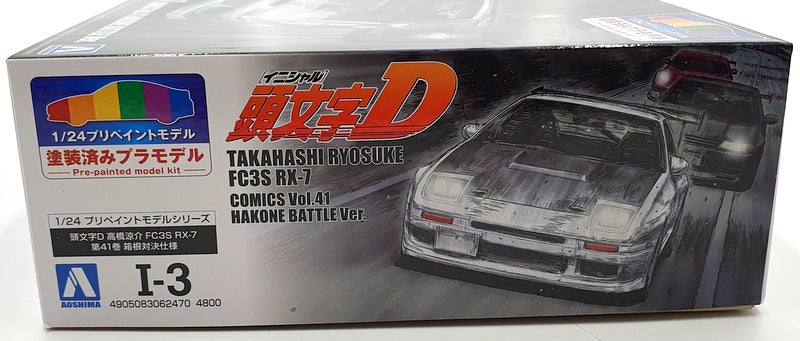 1/24プリペイントモデル
塗装済みプラモデル
Pre-painted model kit
1/24 プリペイントモデルシリーズ
頭文字D 高橋涼介 FC3S RX-7
第41巻 箱根対決仕様
AOSHIMA
I-3
4905083062470 4800
[イニシャル]
頭文字D
TAKAHASHI RYOSUKE
FC3S RX-7
COMICS Vol.41
HAKONE BATTLE Ver.